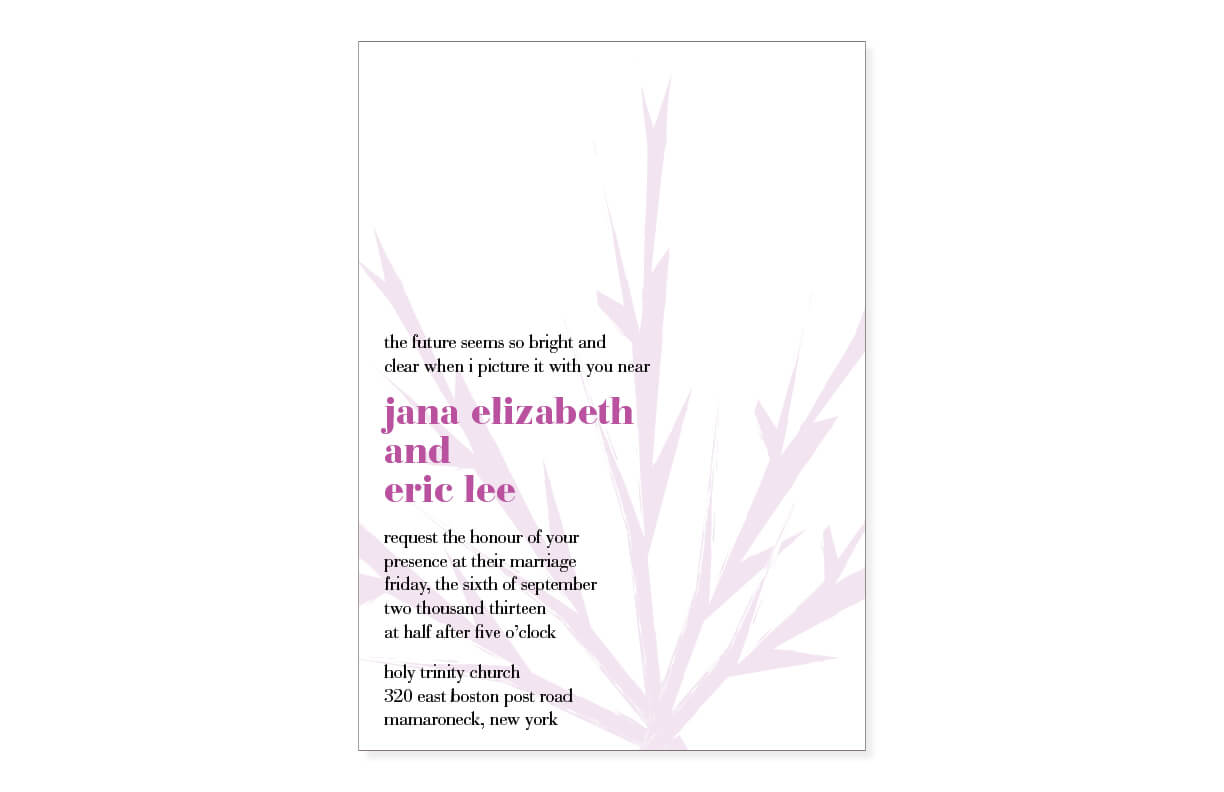 the future seems so bright and
clear when i picture it with you near
jana elizabeth
and
eric lee
request the honour of your
presence at their marriage
friday, the sixth of september
two thousand thirteen
at half after five o’clock
holy trinity church
320 east boston post road
mamaroneck, new york